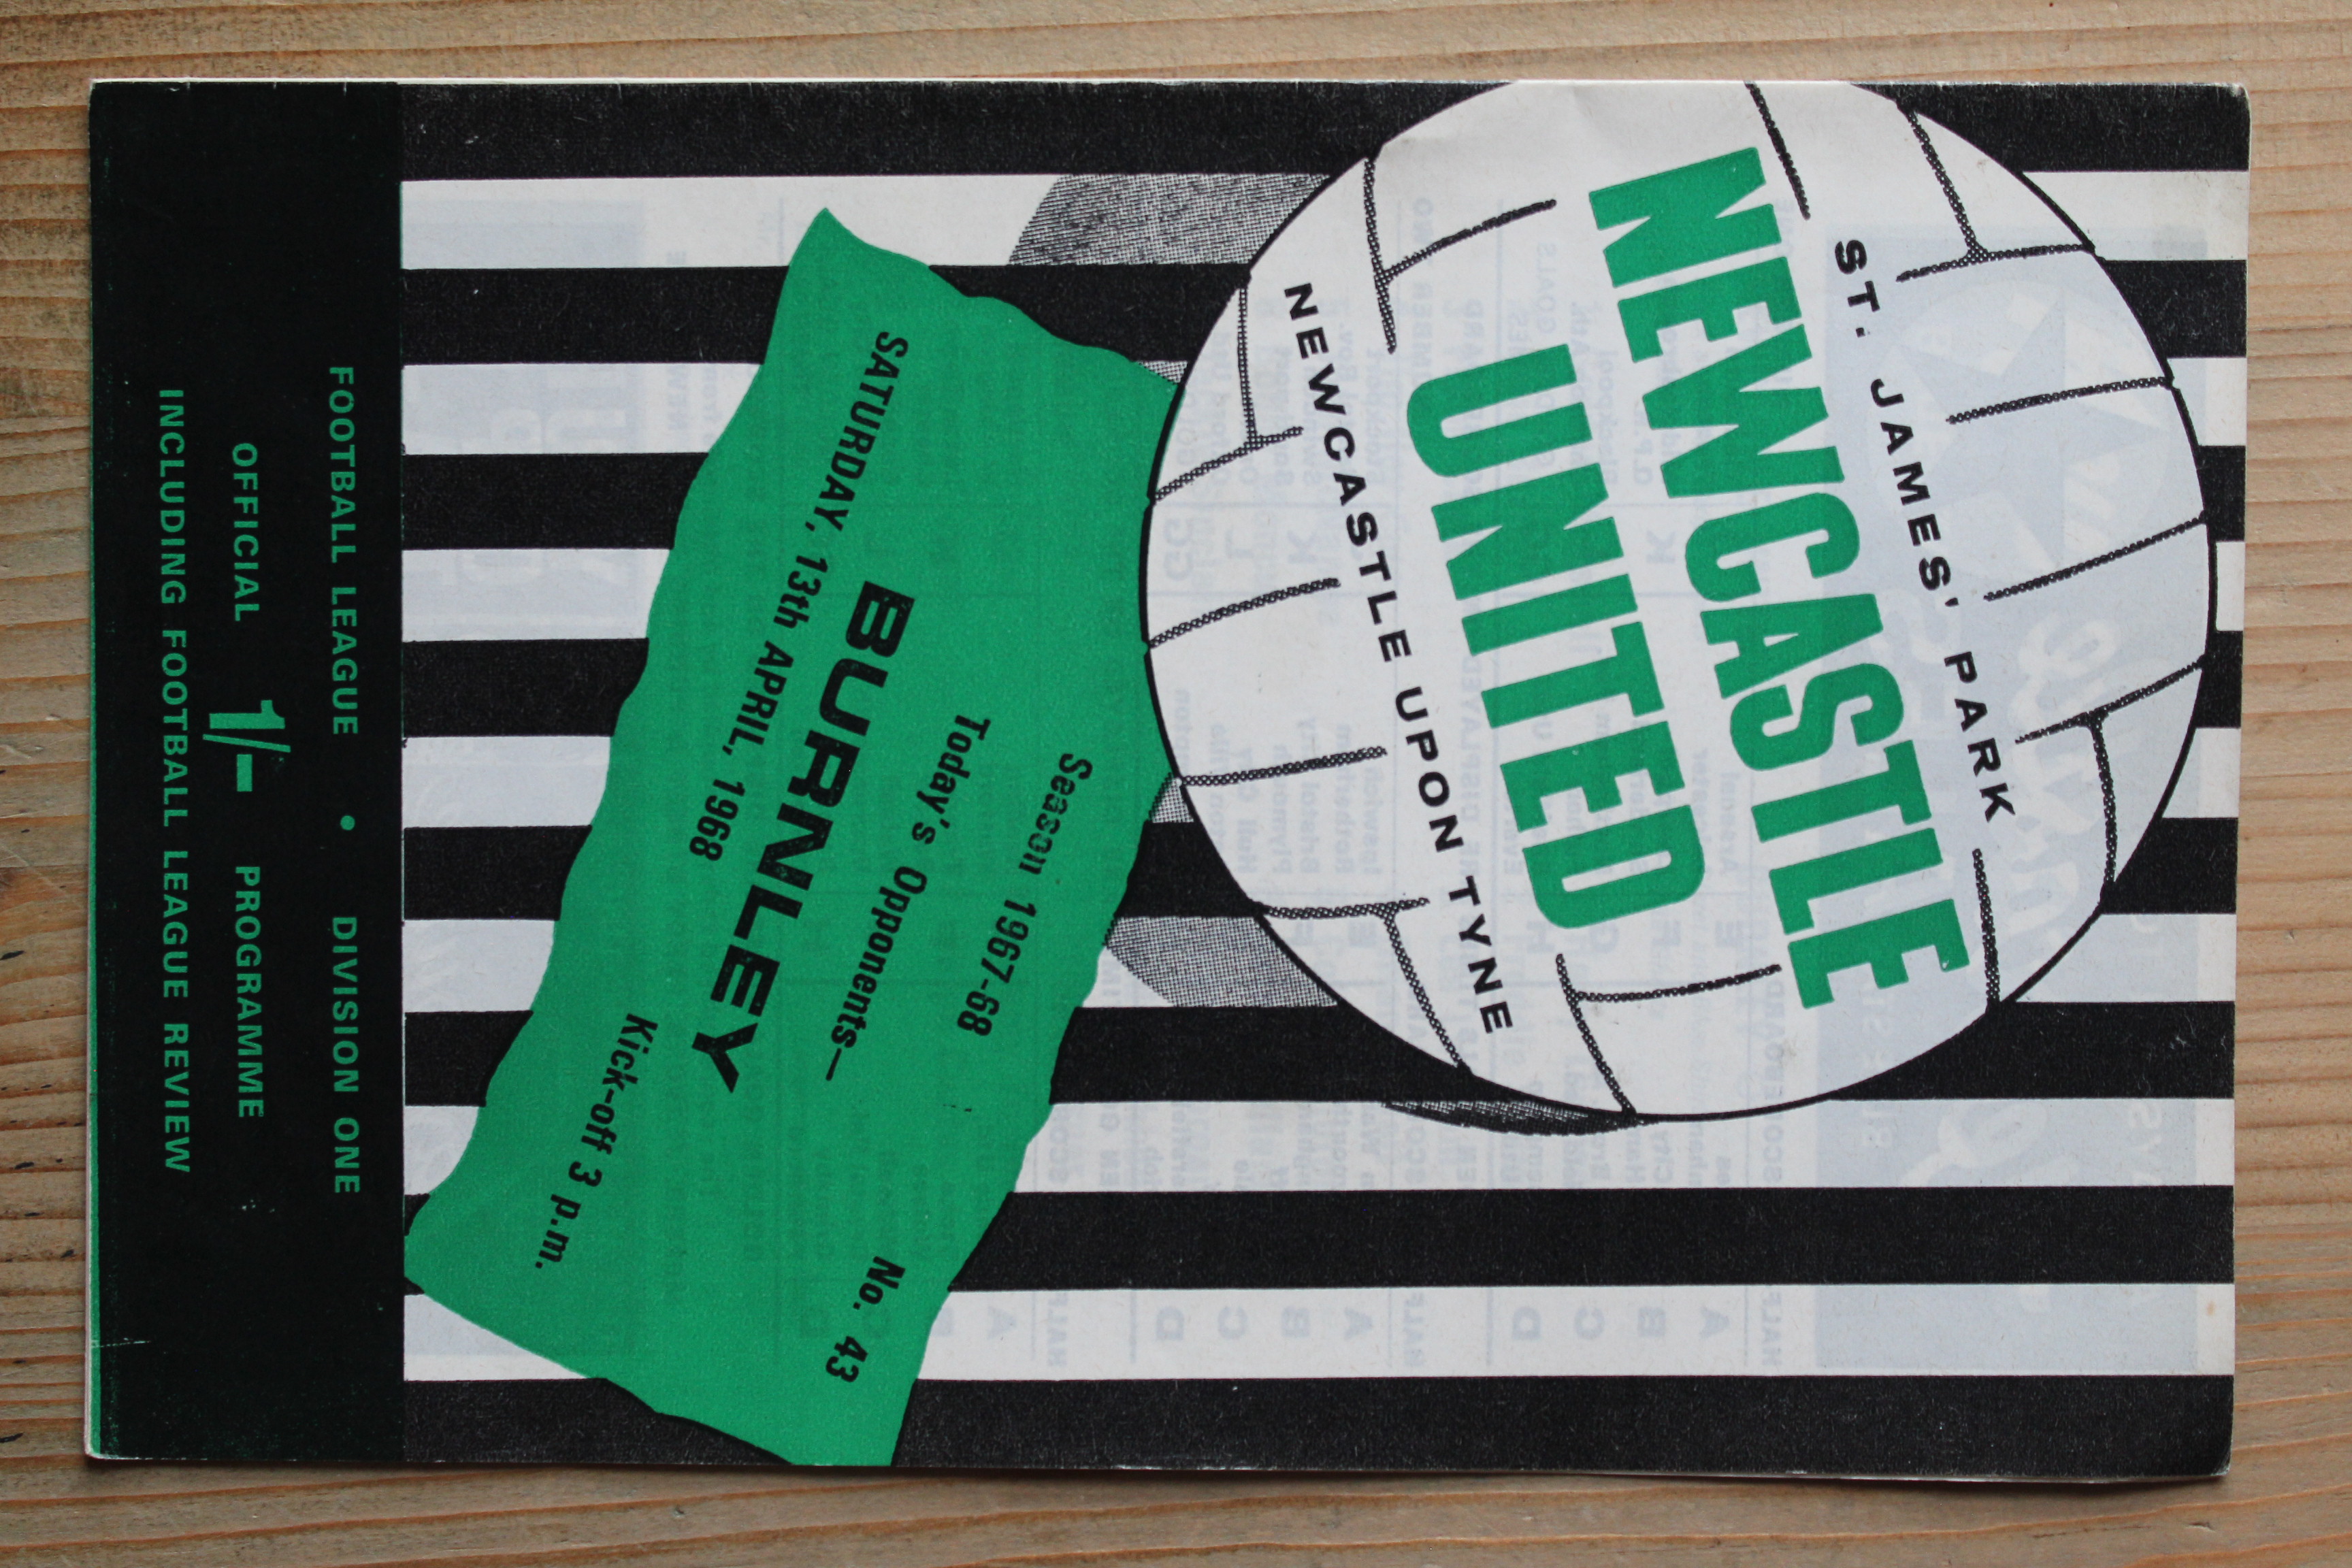 ST. JAMES' PARK
NEWCASTLE
UNITED
NEWCASTLE UPON TYNE
Season 1967-68 No. 43
Today's Opponents—
BURNLEY
SATURDAY, 13th APRIL, 1968
Kick-off 3 p.m.
FOOTBALL LEAGUE • DIVISION ONE
OFFICIAL 1/- PROGRAMME
INCLUDING FOOTBALL LEAGUE REVIEW